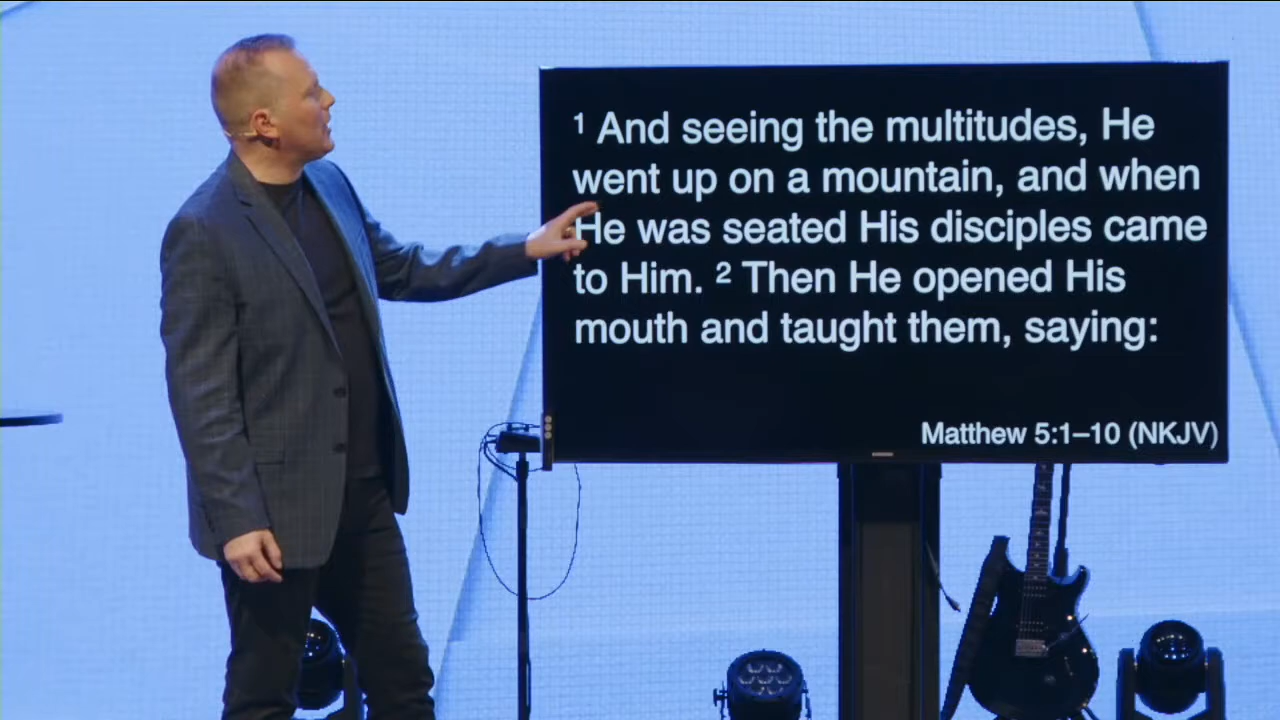 ¹ And seeing the multitudes, He
went up on a mountain, and when
He was seated His disciples came
to Him. ² Then He opened His
mouth and taught them, saying:
Matthew 5:1–10 (NKJV)